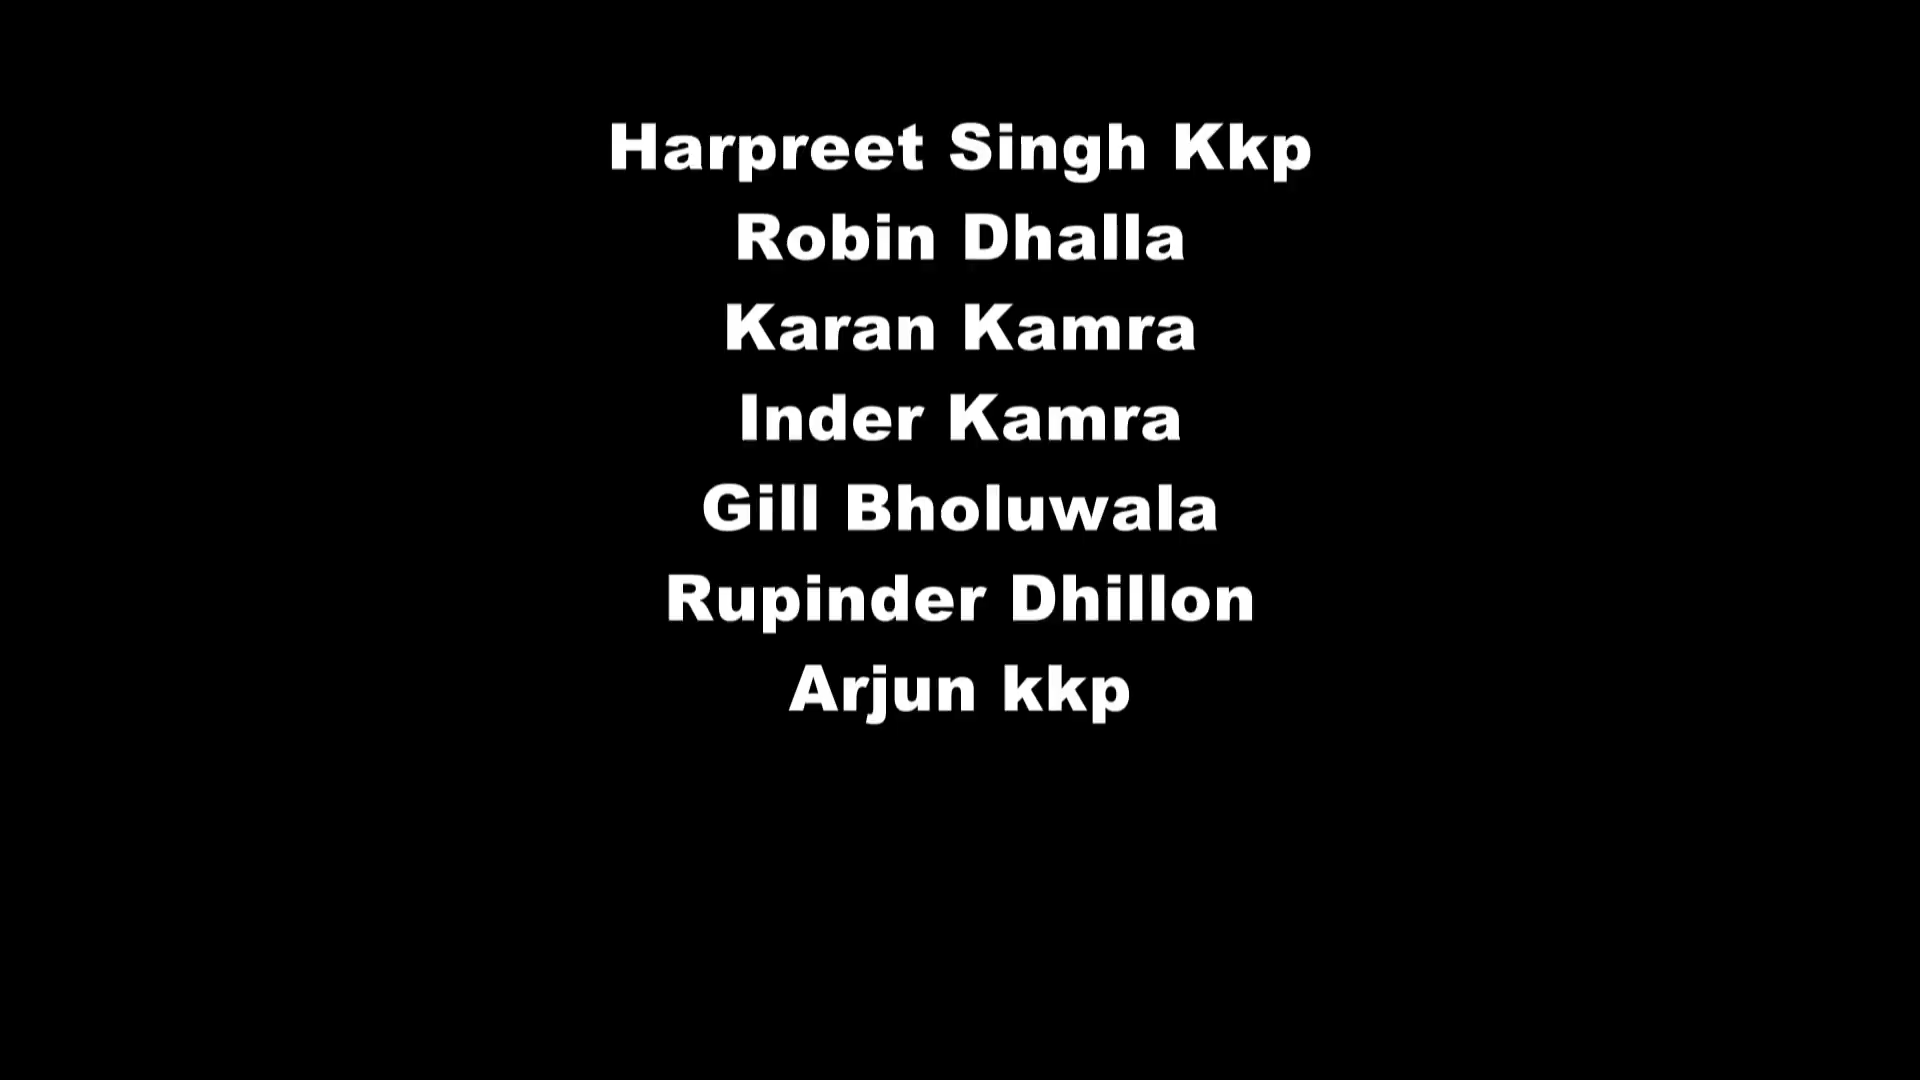 Harpreet Singh Kkp
Robin Dhalla
Karan Kamra
Inder Kamra
Gill Bholuwala
Rupinder Dhillon
Arjun kkp